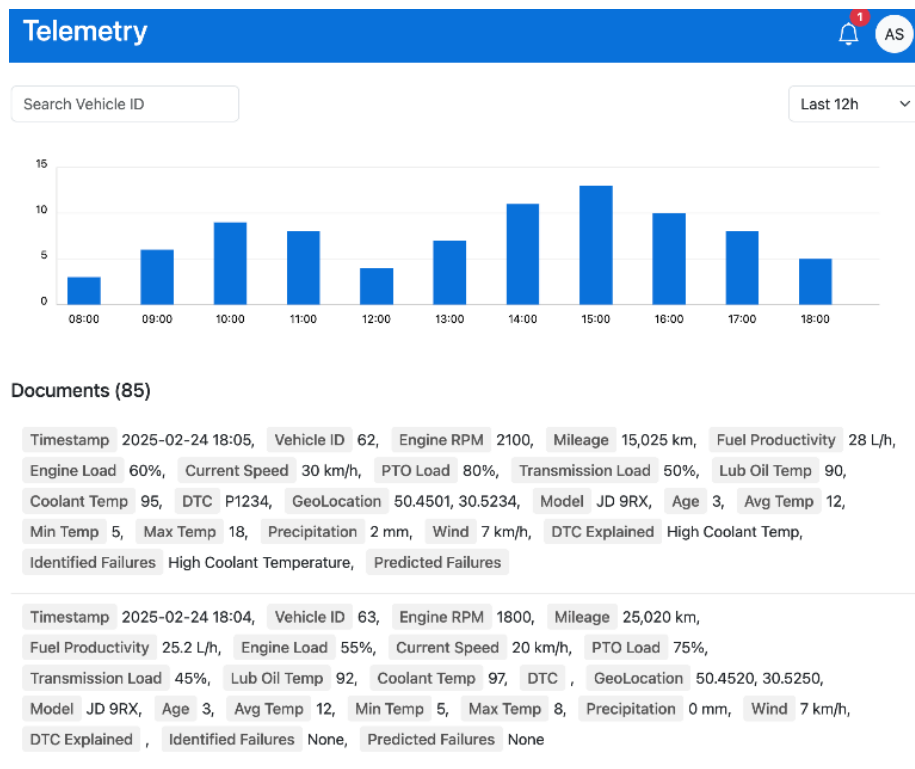 Telemetry
1
AS
Search Vehicle ID
Last 12h
15
10
5
0
08:00 09:00 10:00 11:00 12:00 13:00 14:00 15:00 16:00 17:00 18:00
Documents (85)
Timestamp 2025-02-24 18:05, Vehicle ID 62, Engine RPM 2100, Mileage 15,025 km, Fuel Productivity 28 L/h,
Engine Load 60%, Current Speed 30 km/h, PTO Load 80%, Transmission Load 50%, Lub Oil Temp 90,
Coolant Temp 95, DTC P1234, GeoLocation 50.4501, 30.5234, Model JD 9RX, Age 3, Avg Temp 12,
Min Temp 5, Max Temp 18, Precipitation 2 mm, Wind 7 km/h, DTC Explained High Coolant Temp,
Identified Failures High Coolant Temperature, Predicted Failures
Timestamp 2025-02-24 18:04, Vehicle ID 63, Engine RPM 1800, Mileage 25,020 km,
Fuel Productivity 25.2 L/h, Engine Load 55%, Current Speed 20 km/h, PTO Load 75%,
Transmission Load 45%, Lub Oil Temp 92, Coolant Temp 97, DTC , GeoLocation 50.4520, 30.5250,
Model JD 9RX, Age 3, Avg Temp 12, Min Temp 5, Max Temp 8, Precipitation 0 mm, Wind 7 km/h,
DTC Explained , Identified Failures None, Predicted Failures None